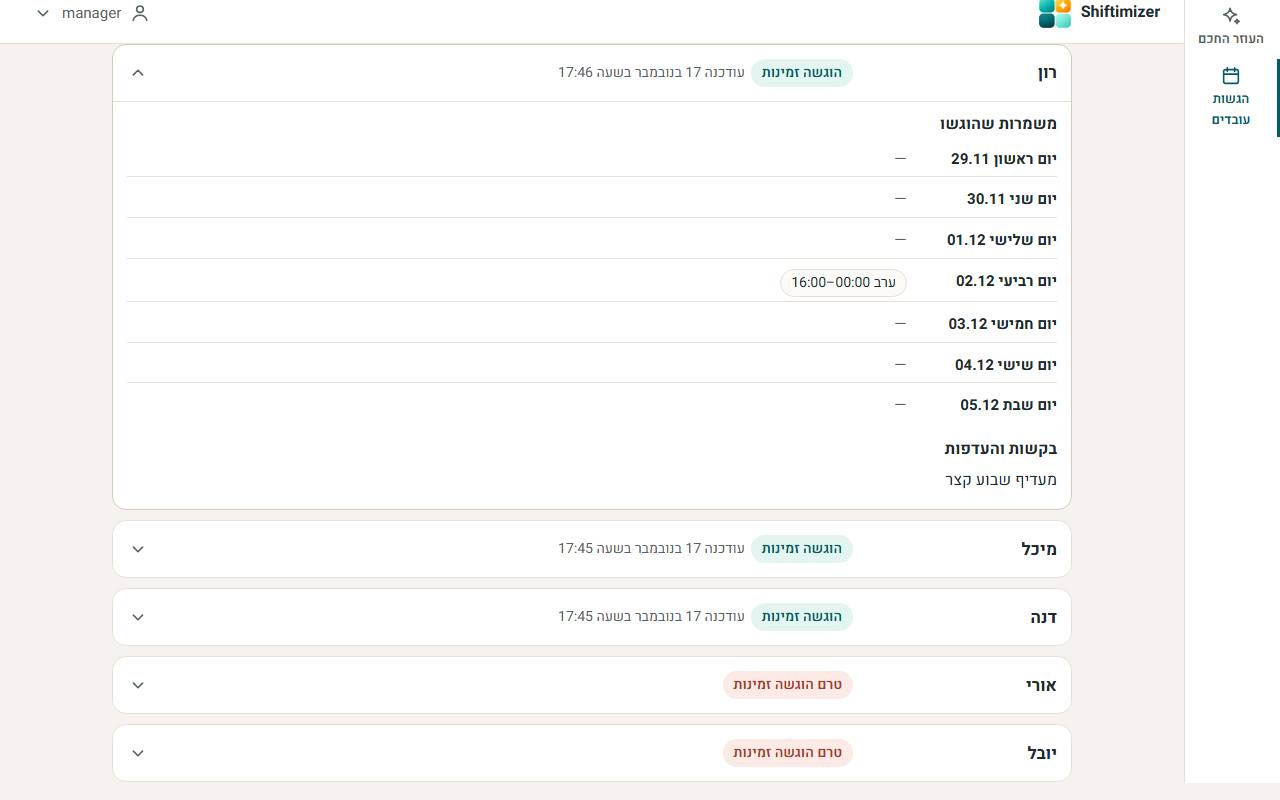 Shiftimizer
manager
העוזר החכם
הגשות
עובדים
רון
הוגשה זמינות
עודכנה 17 בנובמבר בשעה 17:46
משמרות שהוגשו
יום ראשון 29.11 —
יום שני 30.11 —
יום שלישי 01.12 —
יום רביעי 02.12 ערב 16:00–00:00
יום חמישי 03.12 —
יום שישי 04.12 —
יום שבת 05.12 —
בקשות והעדפות
מעדיף שבוע קצר
מיכל
הוגשה זמינות
עודכנה 17 בנובמבר בשעה 17:45
דנה
הוגשה זמינות
עודכנה 17 בנובמבר בשעה 17:45
אורי
טרם הוגשה זמינות
יובל
טרם הוגשה זמינות